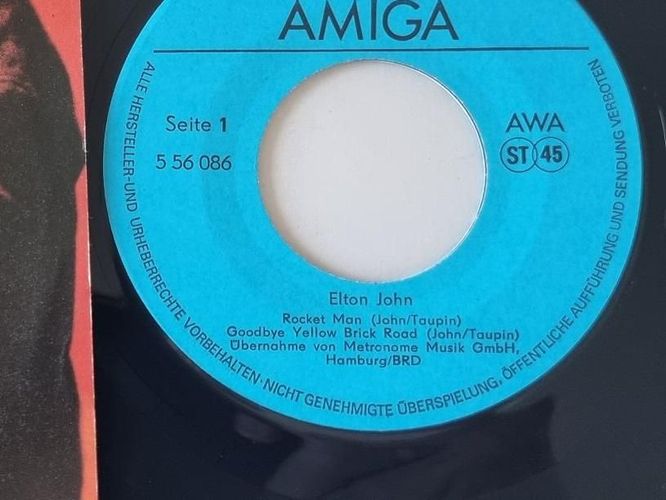 AMIGA
Seite 1
5 56 086
AWA
ST 45
Elton John
Rocket Man (John/Taupin)
Goodbye Yellow Brick Road (John/Taupin)
Übernahme von Metronome Musik GmbH,
Hamburg/BRD
ALLE HERSTELLER-UND URHEBERRECHTE VORBEHALTEN · NICHT GENEHMIGTE ÜBERSPIELUNG, ÖFFENTLICHE AUFFÜHRUNG UND SENDUNG VERBOTEN